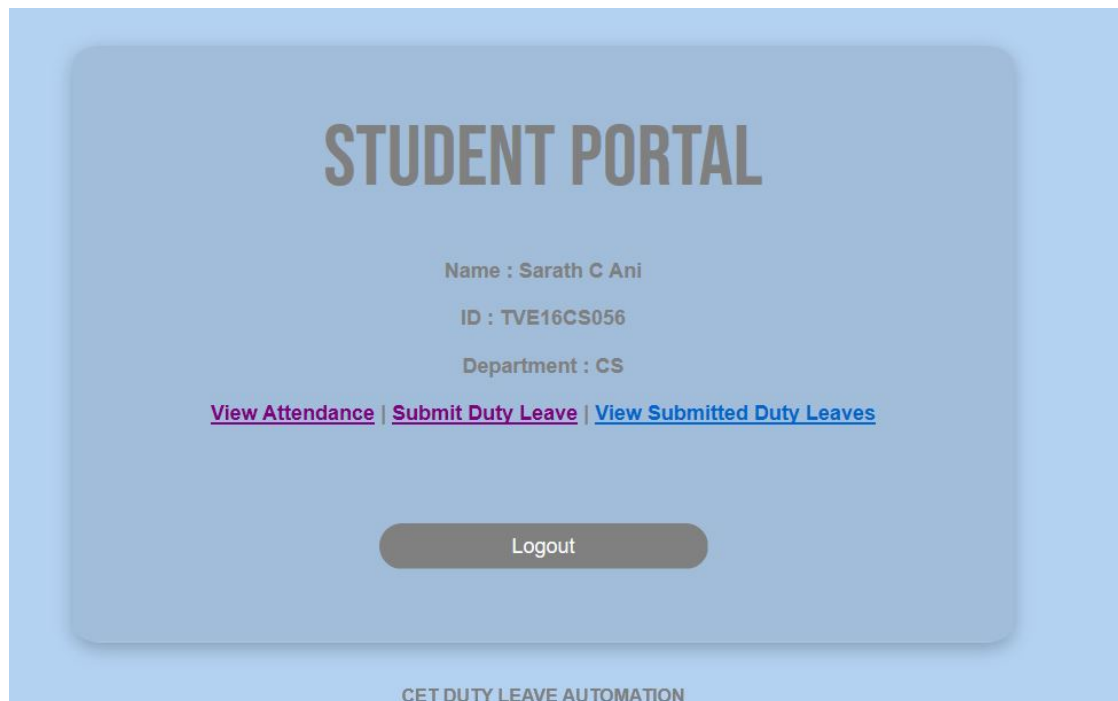 STUDENT PORTAL
Name : Sarath C Ani
ID : TVE16CS056
Department : CS
View Attendance | Submit Duty Leave | View Submitted Duty Leaves
Logout
CET DUTY LEAVE AUTOMATION